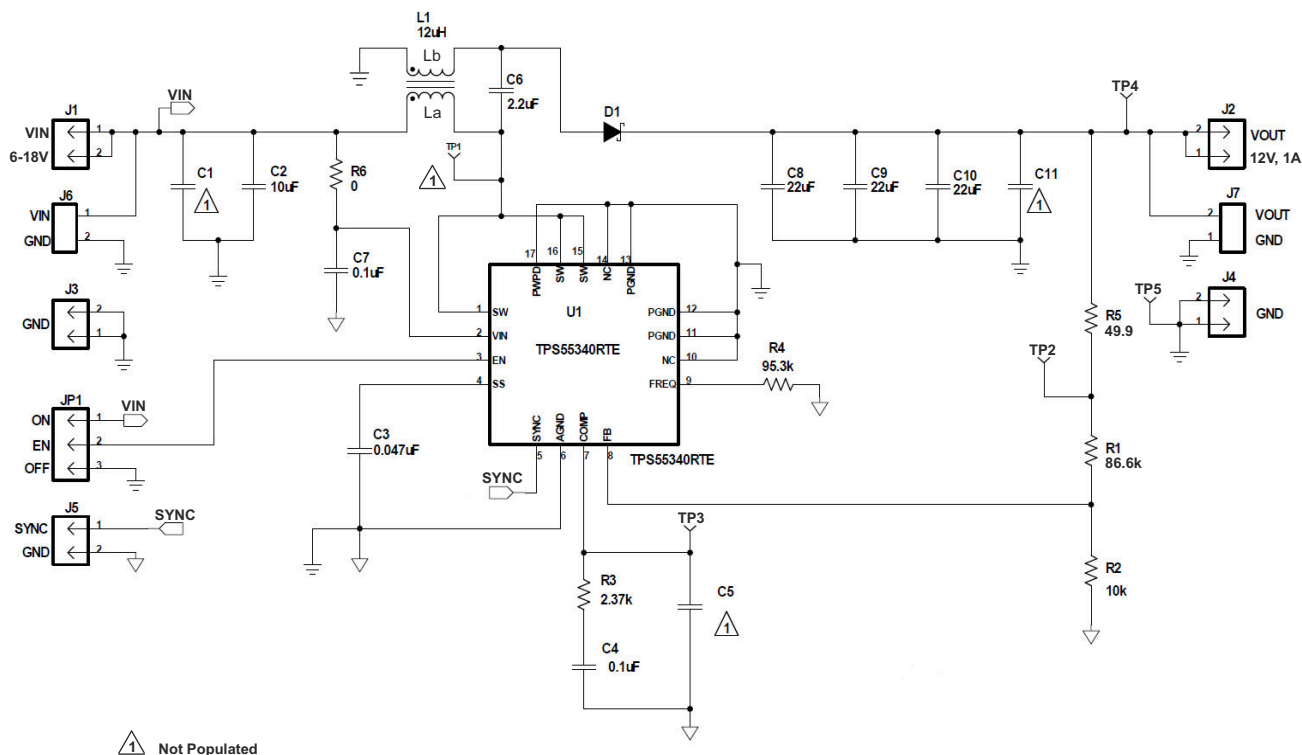 L1
12uH
Lb
La
C6
2.2uF
VIN
J1
VIN
1
2
6-18V
J6
VIN
1
GND
2
C1
1
C2
10uF
R6
0
TP1
1
D1
TP4
J2
2
VOUT
1
12V, 1A
C8
22uF
C9
22uF
C10
22uF
C11
1
J7
2
VOUT
1
GND
C7
0.1uF
17
16
15
14
13
PWPD
SW
SW
NC
PGND
U1
TPS55340RTE
1
SW
2
VIN
3
EN
4
SS
PGND
12
PGND
11
NC
10
FREQ
9
SYNC
AGND
COMP
FB
5
6
7
8
TPS55340RTE
J3
GND
2
1
R4
95.3k
R5
49.9
TP5
J4
2
1
GND
TP2
JP1
ON
1
VIN
EN
2
OFF
3
C3
0.047uF
R1
86.6k
SYNC
J5
SYNC
1
SYNC
GND
2
TP3
R3
2.37k
C5
1
R2
10k
C4
0.1uF
1 Not Populated